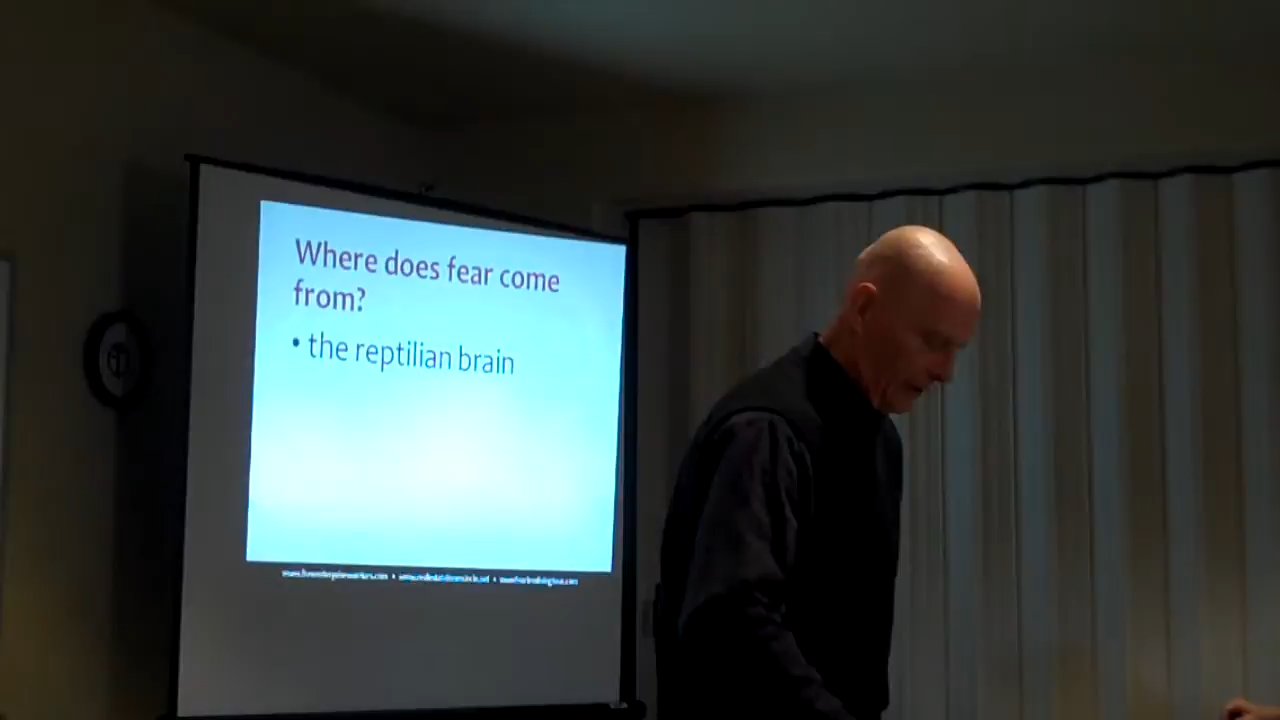 Where does fear come
from?
• the reptilian brain